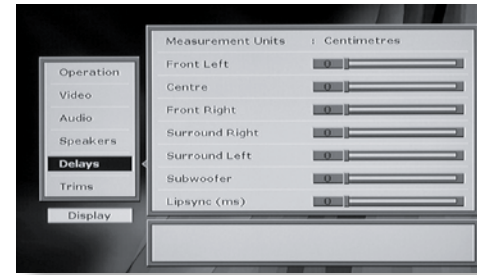 Operation
Video
Audio
Speakers
Delays
Trims
Display
Measurement Units : Centimetres
Front Left 0
Centre 0
Front Right 0
Surround Right 0
Surround Left 0
Subwoofer 0
Lipsync (ms) 0